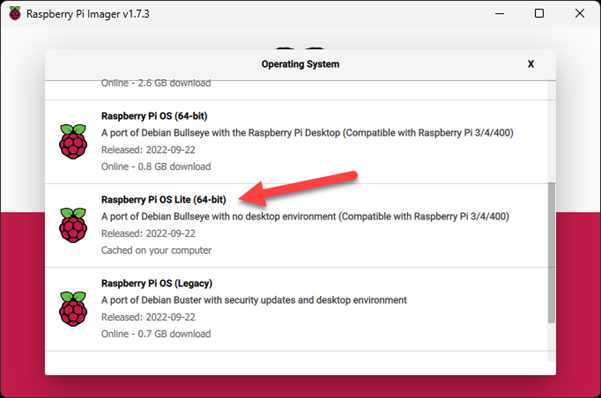 Raspberry Pi Imager v1.7.3
Operating System
X
Online - 2.6 GB download
Raspberry Pi OS (64-bit)
A port of Debian Bullseye with the Raspberry Pi Desktop (Compatible with Raspberry Pi 3/4/400)
Released: 2022-09-22
Online - 0.8 GB download
Raspberry Pi OS Lite (64-bit)
A port of Debian Bullseye with no desktop environment (Compatible with Raspberry Pi 3/4/400)
Released: 2022-09-22
Cached on your computer
Raspberry Pi OS (Legacy)
A port of Debian Buster with security updates and desktop environment
Released: 2022-09-22
Online - 0.7 GB download